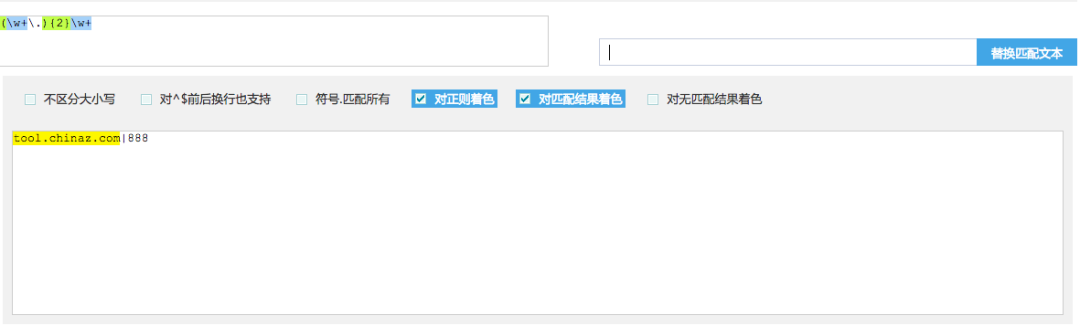 (\w+\.){2}\w+
替换匹配文本
不区分大小写 对^$前后换行也支持 符号.匹配所有 对正则着色 对匹配结果着色 对无匹配结果着色
tool.chinaz.com|888